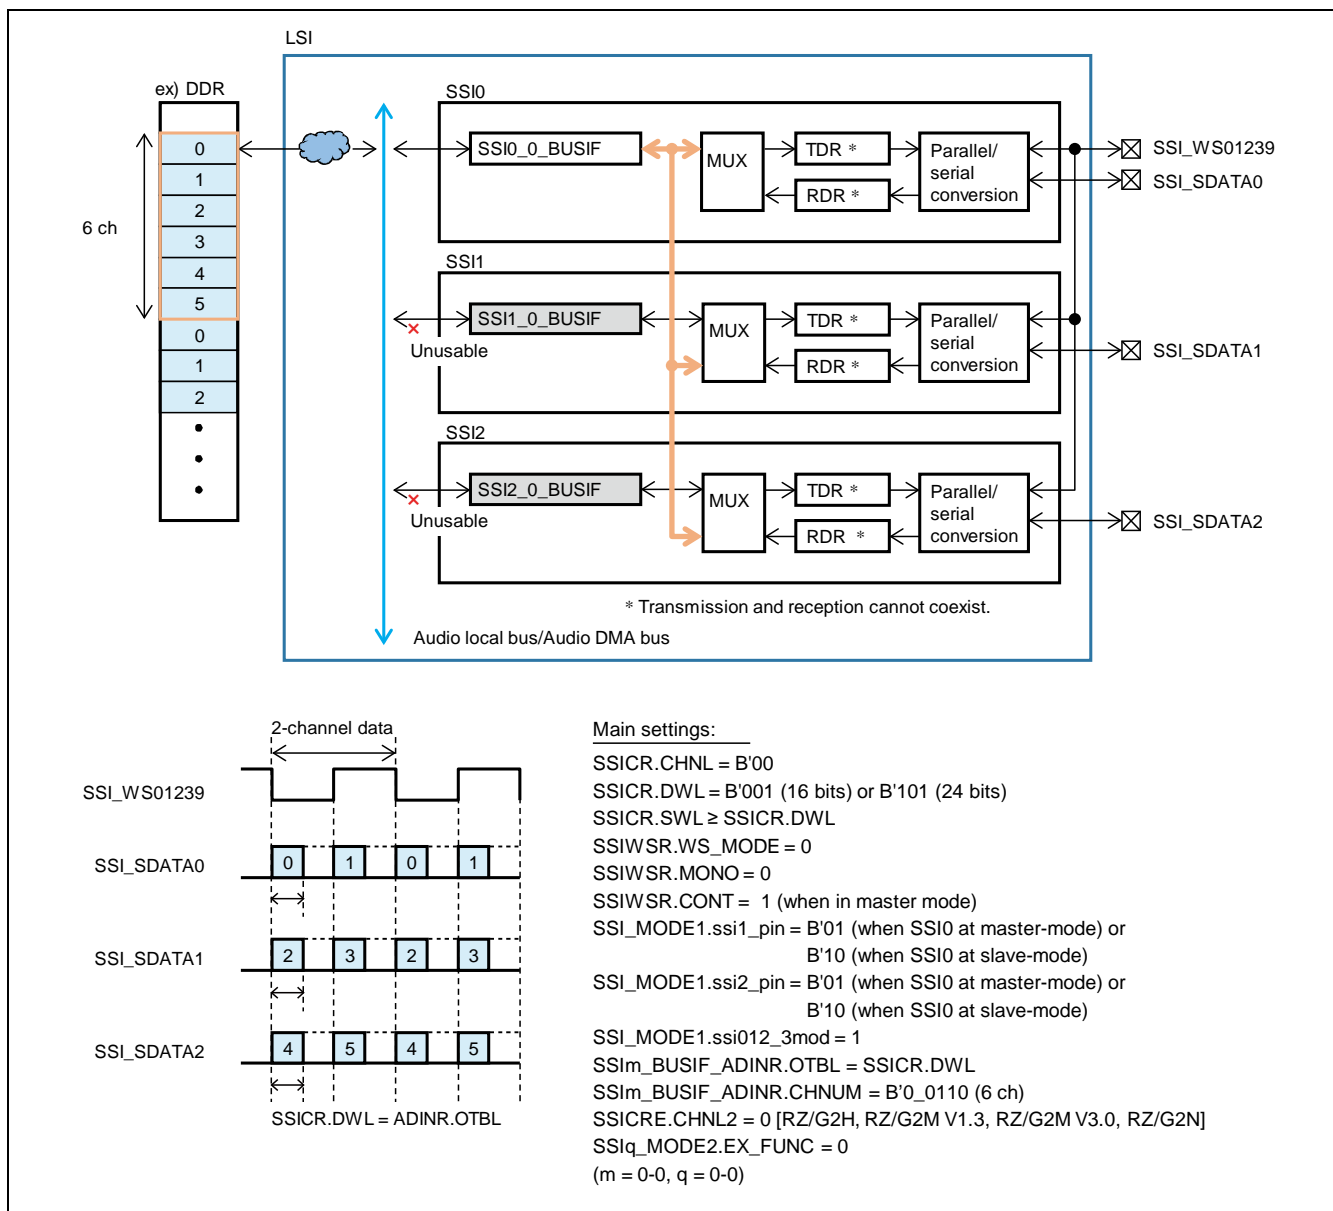 LSI
ex) DDR
SSI0
0
1
2
3
4
5
0
1
2
6 ch
SSI0_0_BUSIF
MUX
TDR *
RDR *
Parallel/
serial
conversion
SSI_WS01239
SSI_SDATA0
SSI1
SSI1_0_BUSIF
Unusable
MUX
TDR *
RDR *
Parallel/
serial
conversion
SSI_SDATA1
SSI2
SSI2_0_BUSIF
Unusable
MUX
TDR *
RDR *
Parallel/
serial
conversion
SSI_SDATA2
* Transmission and reception cannot coexist.
Audio local bus/Audio DMA bus
2-channel data
SSI_WS01239
SSI_SDATA0
0 1 0 1
SSI_SDATA1
2 3 2 3
SSI_SDATA2
4 5 4 5
SSICR.DWL = ADINR.OTBL
Main settings:
SSICR.CHNL = B'00
SSICR.DWL = B'001 (16 bits) or B'101 (24 bits)
SSICR.SWL ≥ SSICR.DWL
SSIWSR.WS_MODE = 0
SSIWSR.MONO = 0
SSIWSR.CONT = 1 (when in master mode)
SSI_MODE1.ssi1_pin = B'01 (when SSI0 at master-mode) or
B'10 (when SSI0 at slave-mode)
SSI_MODE1.ssi2_pin = B'01 (when SSI0 at master-mode) or
B'10 (when SSI0 at slave-mode)
SSI_MODE1.ssi012_3mod = 1
SSIm_BUSIF_ADINR.OTBL = SSICR.DWL
SSIm_BUSIF_ADINR.CHNUM = B'0_0110 (6 ch)
SSICRE.CHNL2 = 0 [RZ/G2H, RZ/G2M V1.3, RZ/G2M V3.0, RZ/G2N]
SSIq_MODE2.EX_FUNC = 0
(m = 0-0, q = 0-0)